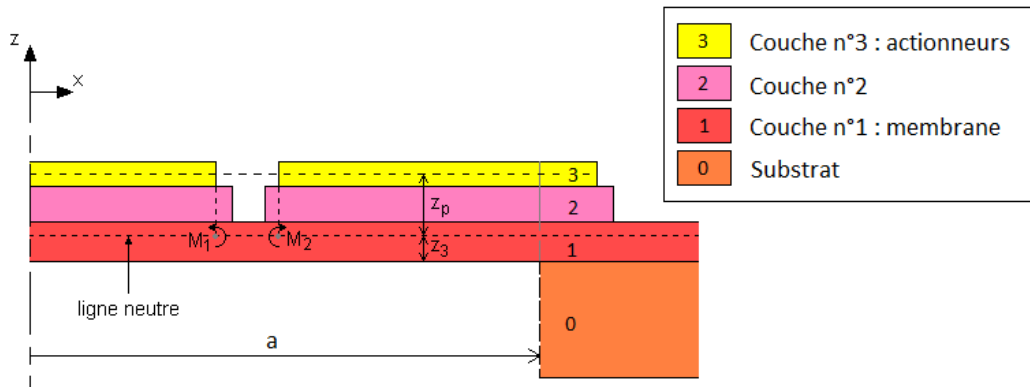 z
x
3
z_p
2
M_1
M_2
z_3
1
ligne neutre
0
a
3 Couche n°3 : actionneurs
2 Couche n°2
1 Couche n°1 : membrane
0 Substrat